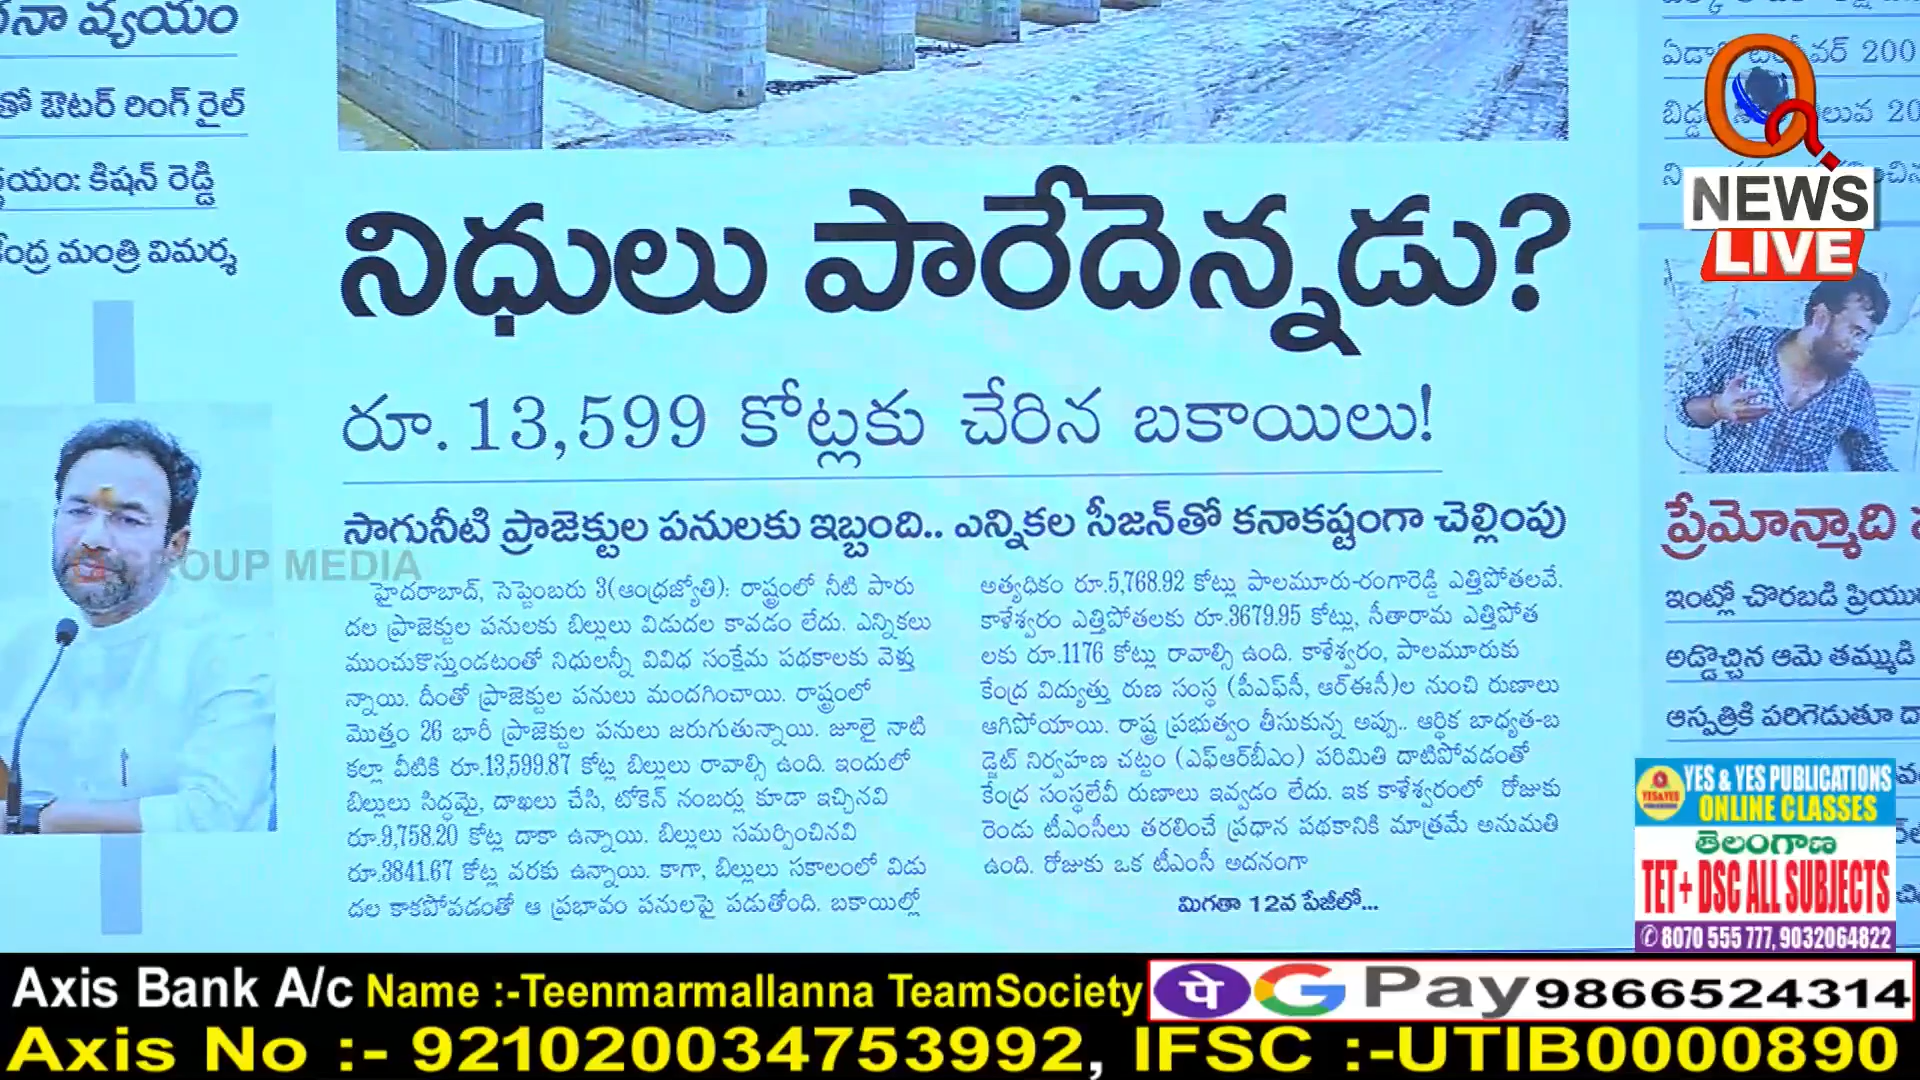 నా వ్యయం
తో ఔటర్ రింగ్ రైల్
కిషన్ రెడ్డి
కేంద్ర మంత్రి విమర్శ
నిధులు పారేదెన్నడు?
రూ.13,599 కోట్లకు చేరిన బకాయిలు!
సాగునీటి ప్రాజెక్టుల పనులకు ఇబ్బంది.. ఎన్నికల సీజన్‌తో కనాకష్టంగా చెల్లింపు
హైదరాబాద్, సెప్టెంబరు 3(ఆంధ్రజ్యోతి): రాష్ట్రంలో నీటి పారు
దల ప్రాజెక్టుల పనులకు బిల్లులు విడుదల కావడం లేదు. ఎన్నికలు
ముంచుకొస్తుండటంతో నిధులన్నీ వివిధ సంక్షేమ పథకాలకు వెళ్తు
న్నాయి. దీంతో ప్రాజెక్టుల పనులు మందగించాయి. రాష్ట్రంలో
మొత్తం 26 భారీ ప్రాజెక్టుల పనులు జరుగుతున్నాయి. జూలై నాటి
కల్లా వీటికి రూ.13,599.87 కోట్ల బిల్లులు రావాల్సి ఉంది. ఇందులో
బిల్లులు సిద్ధమై, దాఖలు చేసి, టోకెన్ నంబర్లు కూడా ఇచ్చినవి
రూ.9,758.20 కోట్ల దాకా ఉన్నాయి. బిల్లులు సమర్పించినవి
రూ.3841.67 కోట్ల వరకు ఉన్నాయి. కాగా, బిల్లులు సకాలంలో విడు
దల కాకపోవడంతో ఆ ప్రభావం పనులపై పడుతోంది. బకాయిల్లో
అత్యధికం రూ.5,768.92 కోట్లు పాలమూరు-రంగారెడ్డి ఎత్తిపోతలవే.
కాళేశ్వరం ఎత్తిపోతలకు రూ.3679.95 కోట్లు, సీతారామ ఎత్తిపోత
లకు రూ.1176 కోట్లు రావాల్సి ఉంది. కాళేశ్వరం, పాలమూరుకు
కేంద్ర విద్యుత్తు రుణ సంస్థ (పీఎఫ్‌సీ, ఆర్‌ఈసీ)ల నుంచి రుణాలు
ఆగిపోయాయి. రాష్ట్ర ప్రభుత్వం తీసుకున్న అప్పు.. ఆర్థిక బాధ్యత-బ
డ్జెట్ నిర్వహణ చట్టం (ఎఫ్‌ఆర్‌బీఎం) పరిమితి దాటిపోవడంతో
కేంద్ర సంస్థలేవీ రుణాలు ఇవ్వడం లేదు. ఇక కాళేశ్వరంలో రోజుకు
రెండు టీఎంసీలు తరలించే ప్రధాన పథకానికి మాత్రమే అనుమతి
ఉంది. రోజుకు ఒక టీఎంసీ అదనంగా
మిగతా 12వ పేజీలో...
GROUP MEDIA
Q
NEWS
LIVE
ప్రేమోన్మాది
ఇంట్లో చొరబడి
అడ్డొచ్చిన ఆమె తమ్ముడి
ఆస్పత్రికి పరిగెడుతూ
YES & YES PUBLICATIONS
ONLINE CLASSES
తెలంగాణ
TET+ DSC ALL SUBJECTS
8070 555 777, 9032064822
Axis Bank A/c Name :-Teenmarmallanna TeamSociety
पे G Pay 9866524314
Axis No :- 921020034753992, IFSC :-UTIB0000890